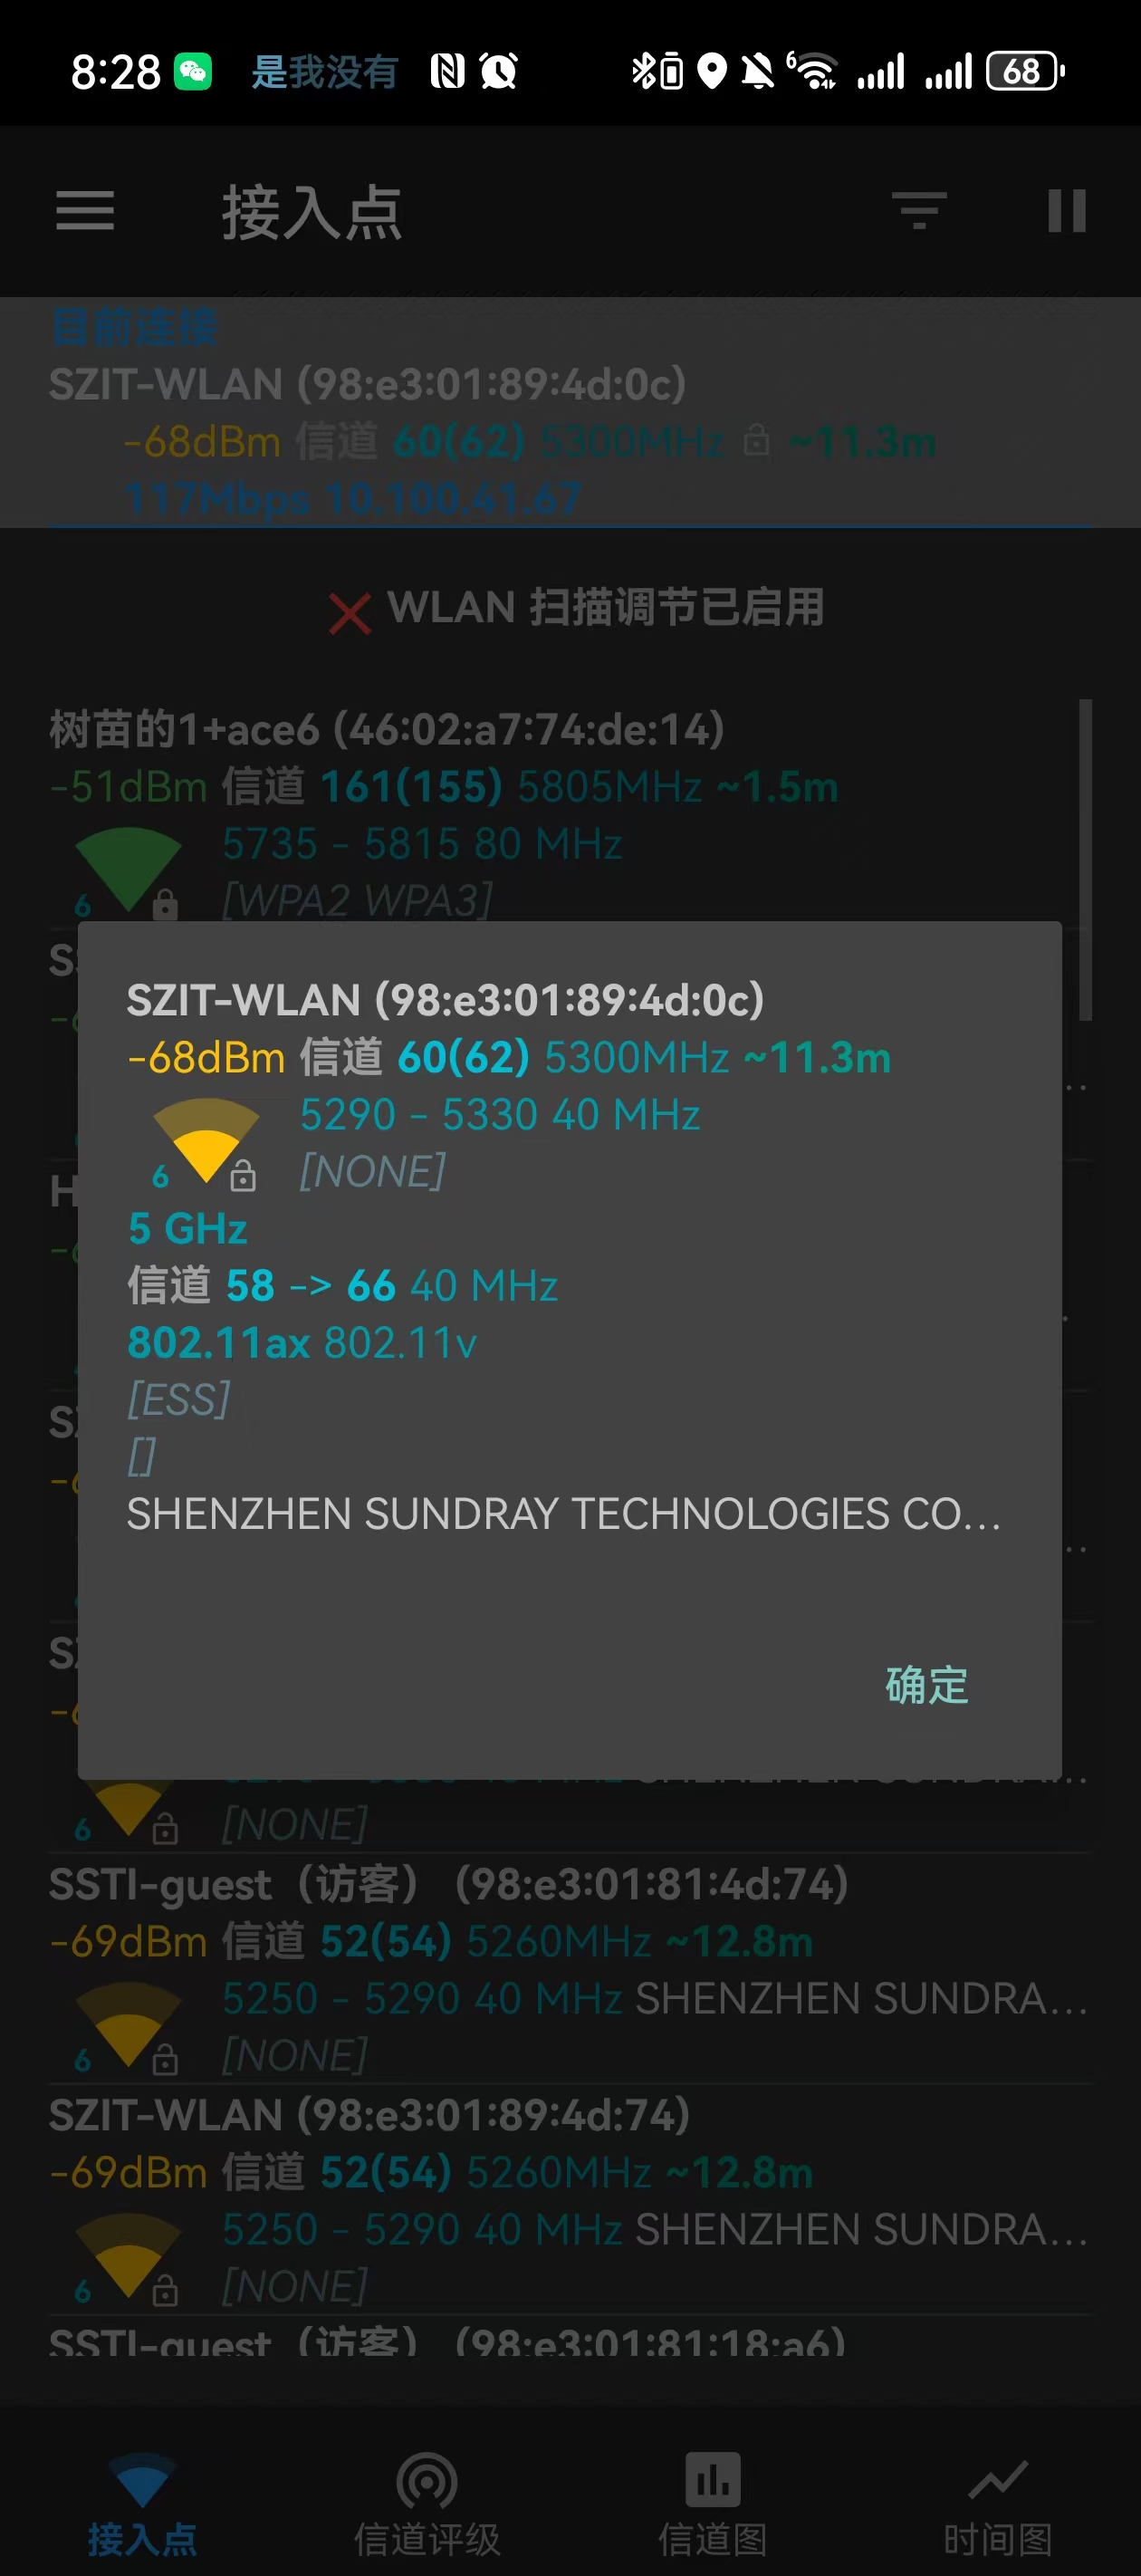 8:28 是我没有 6 68
接入点
目前连接
SZIT-WLAN (98:e3:01:89:4d:0c)
-68dBm 信道 60(62) 5300MHz ~11.3m
117Mbps 10.100.41.67
WLAN 扫描调节已启用
树苗的1+ace6 (46:02:a7:74:de:14)
-51dBm 信道 161(155) 5805MHz ~1.5m
5735 - 5815 80 MHz
6 [WPA2 WPA3]
SZIT-WLAN (98:e3:01:89:4d:0c)
-68dBm 信道 60(62) 5300MHz ~11.3m
5290 - 5330 40 MHz
6 [NONE]
5 GHz
信道 58 -> 66 40 MHz
802.11ax 802.11v
[ESS]
[]
SHENZHEN SUNDRAY TECHNOLOGIES CO...
确定
6 [NONE]
SSTI-guest（访客） (98:e3:01:81:4d:74)
-69dBm 信道 52(54) 5260MHz ~12.8m
5250 - 5290 40 MHz SHENZHEN SUNDRA...
6 [NONE]
SZIT-WLAN (98:e3:01:89:4d:74)
-69dBm 信道 52(54) 5260MHz ~12.8m
5250 - 5290 40 MHz SHENZHEN SUNDRA...
6 [NONE]
SSTI-guest（访客） (98:e3:01:81:18:a6)
接入点 信道评级 信道图 时间图